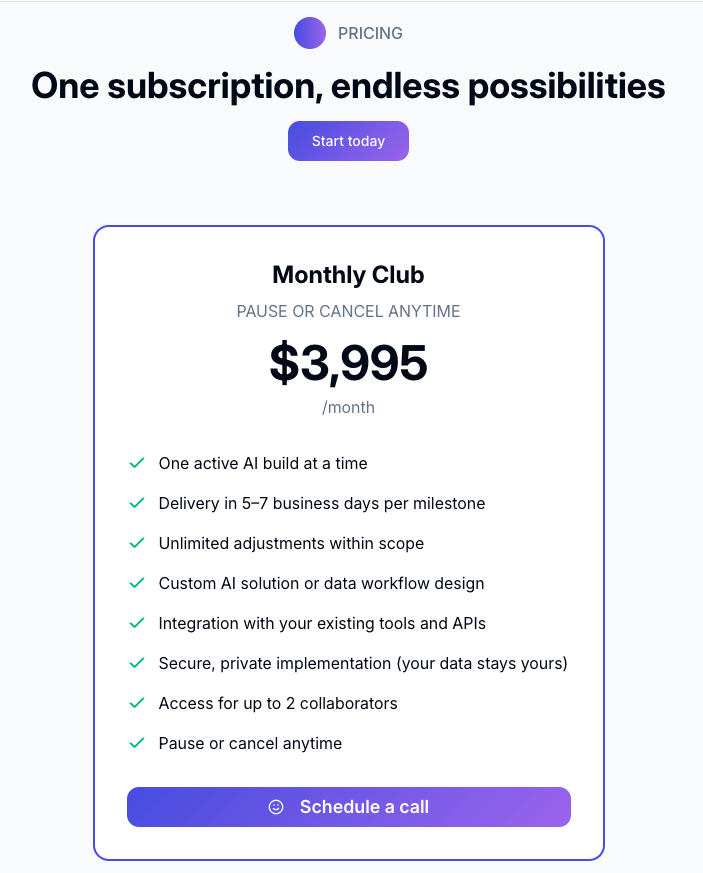 PRICING
One subscription, endless possibilities
Start today
Monthly Club
PAUSE OR CANCEL ANYTIME
$3,995
/month
One active AI build at a time
Delivery in 5–7 business days per milestone
Unlimited adjustments within scope
Custom AI solution or data workflow design
Integration with your existing tools and APIs
Secure, private implementation (your data stays yours)
Access for up to 2 collaborators
Pause or cancel anytime
Schedule a call